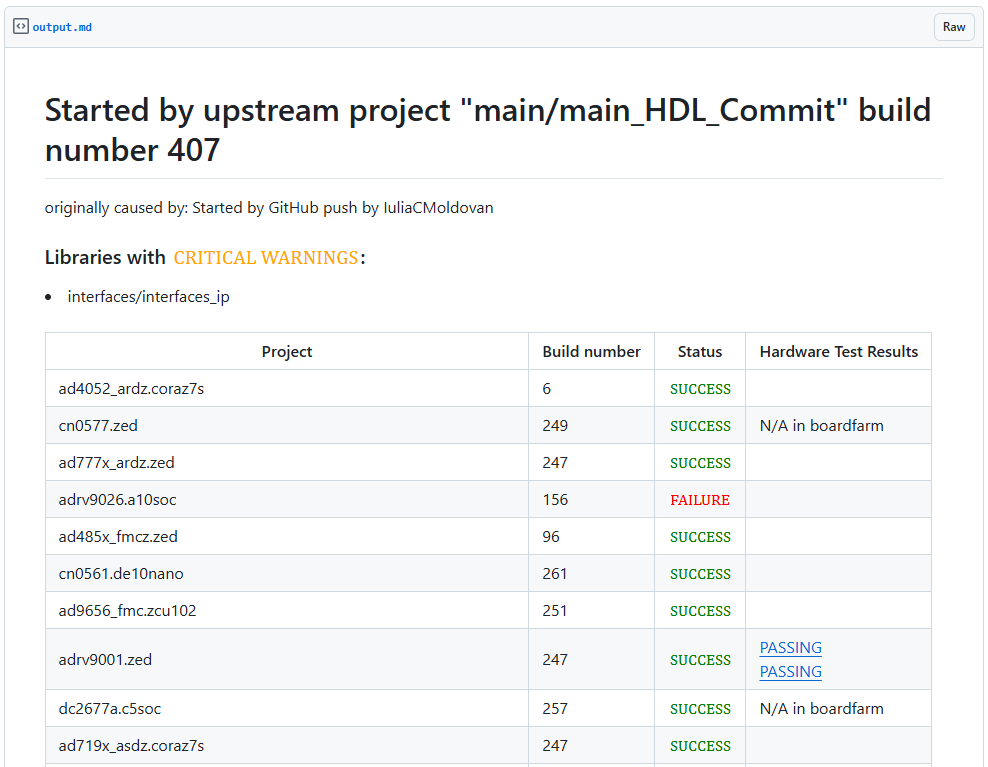 output.md
Raw
Started by upstream project "main/main_HDL_Commit" build
number 407
originally caused by: Started by GitHub push by IuliaCMoldovan
Libraries with CRITICAL WARNINGS:
• interfaces/interfaces_ip
Project Build number Status Hardware Test Results
ad4052_ardz.coraz7s 6 SUCCESS
cn0577.zed 249 SUCCESS N/A in boardfarm
ad777x_ardz.zed 247 SUCCESS
adrv9026.a10soc 156 FAILURE
ad485x_fmcz.zed 96 SUCCESS
cn0561.de10nano 261 SUCCESS
ad9656_fmc.zcu102 251 SUCCESS
adrv9001.zed 247 SUCCESS PASSING
PASSING
dc2677a.c5soc 257 SUCCESS N/A in boardfarm
ad719x_asdz.coraz7s 247 SUCCESS